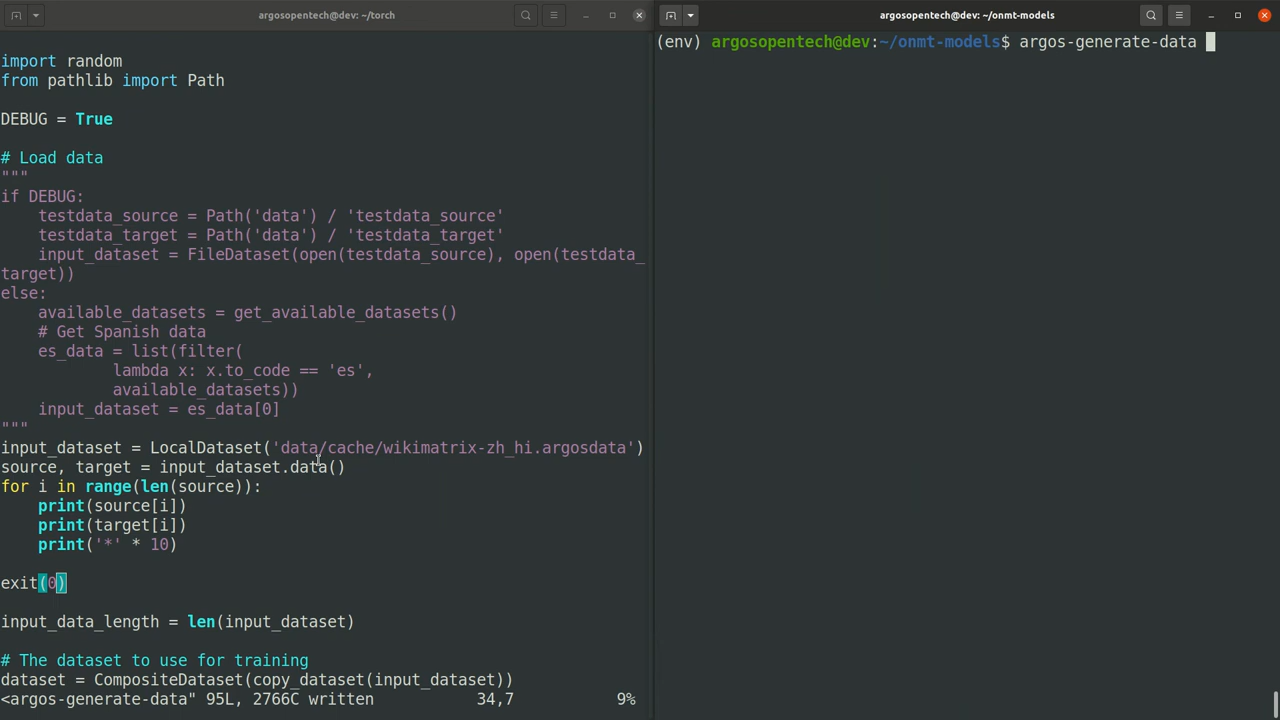 argosopentech@dev: ~/torch
import random
from pathlib import Path
DEBUG = True
# Load data
"""
if DEBUG:
    testdata_source = Path('data') / 'testdata_source'
    testdata_target = Path('data') / 'testdata_target'
    input_dataset = FileDataset(open(testdata_source), open(testdata_
target))
else:
    available_datasets = get_available_datasets()
    # Get Spanish data
    es_data = list(filter(
            lambda x: x.to_code == 'es',
            available_datasets))
    input_dataset = es_data[0]
"""
input_dataset = LocalDataset('data/cache/wikimatrix-zh_hi.argosdata')
source, target = input_dataset.data()
for i in range(len(source)):
    print(source[i])
    print(target[i])
    print('*' * 10)
exit(0)
input_data_length = len(input_dataset)
# The dataset to use for training
dataset = CompositeDataset(copy_dataset(input_dataset))
<argos-generate-data" 95L, 2766C written 34,7 9%
argosopentech@dev: ~/onmt-models
(env) argosopentech@dev:~/onmt-models$ argos-generate-data